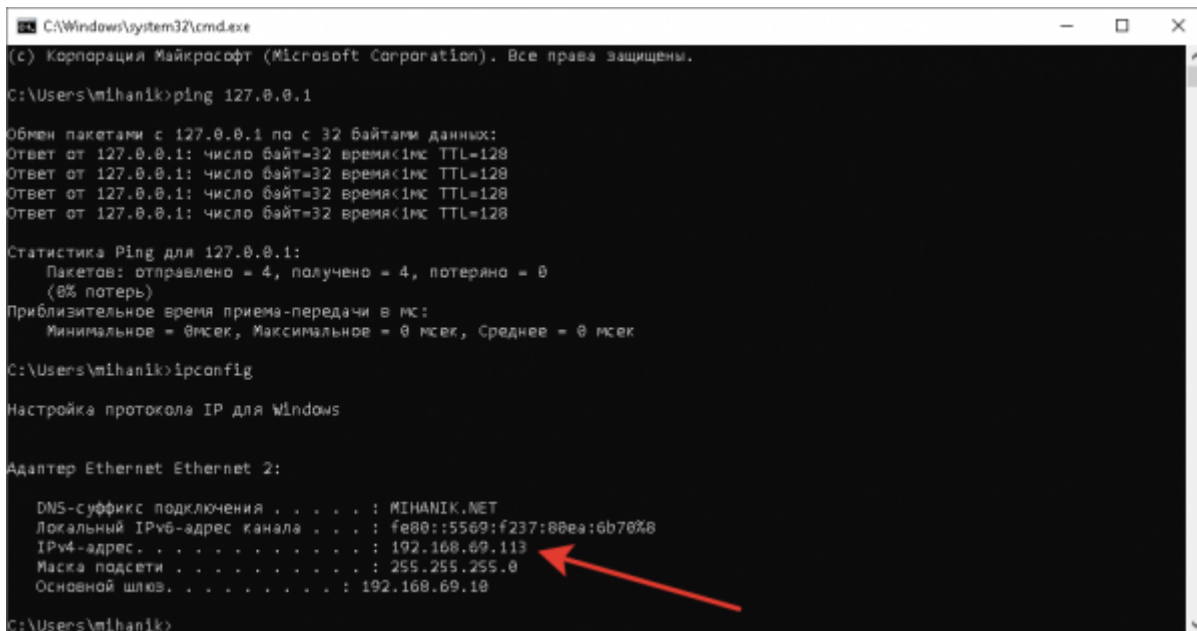 C:\Windows\system32\cmd.exe
(c) Корпорация Майкрософт (Microsoft Corporation). Все права защищены.
C:\Users\mihanik>ping 127.0.0.1
Обмен пакетами с 127.0.0.1 по с 32 байтами данных:
Ответ от 127.0.0.1: число байт=32 время<1мс TTL=128
Ответ от 127.0.0.1: число байт=32 время<1мс TTL=128
Ответ от 127.0.0.1: число байт=32 время<1мс TTL=128
Ответ от 127.0.0.1: число байт=32 время<1мс TTL=128
Статистика Ping для 127.0.0.1:
Пакетов: отправлено = 4, получено = 4, потеряно = 0
(0% потерь)
Приблизительное время приема-передачи в мс:
Минимальное = 0мсек, Максимальное = 0 мсек, Среднее = 0 мсек
C:\Users\mihanik>ipconfig
Настройка протокола IP для Windows
Адаптер Ethernet Ethernet 2:
DNS-суффикс подключения . . . . . : MIHANIK.NET
Локальный IPv6-адрес канала . . . : fe80::5569:f237:80ea:6b70%8
IPv4-адрес. . . . . . . . . . . . : 192.168.69.113
Маска подсети . . . . . . . . . . : 255.255.255.0
Основной шлюз. . . . . . . . . : 192.168.69.10
C:\Users\mihanik>